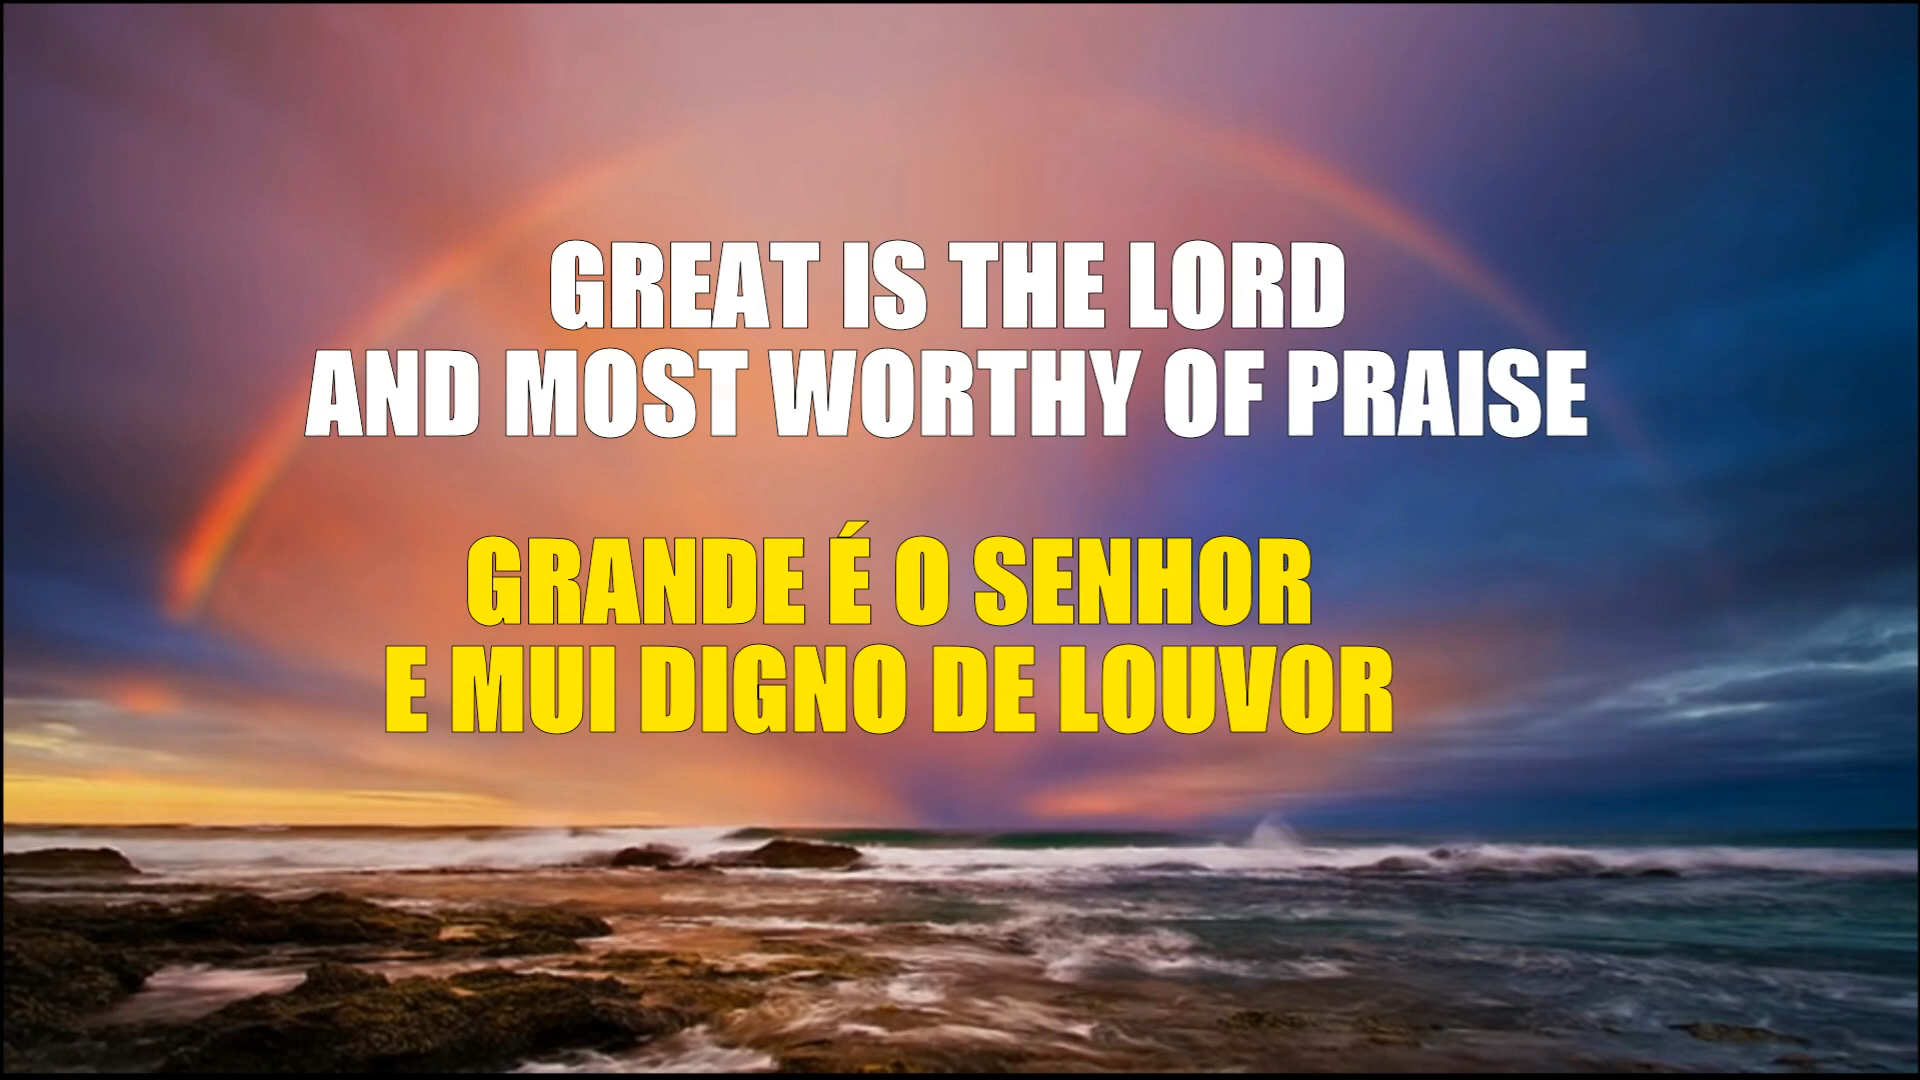 GREAT IS THE LORD
AND MOST WORTHY OF PRAISE
GRANDE É O SENHOR
E MUI DIGNO DE LOUVOR